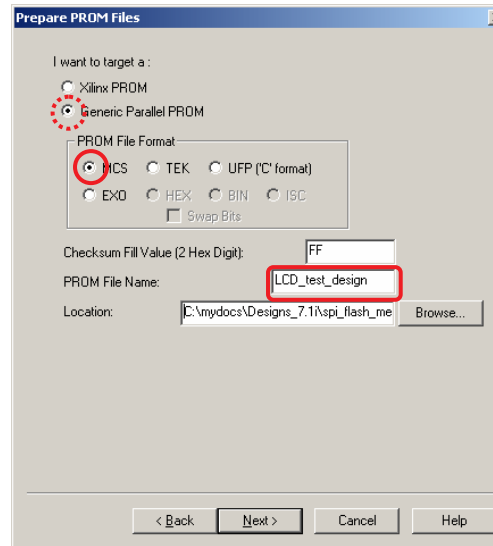 Prepare PROM Files
I want to target a :
Xilinx PROM
Generic Parallel PROM
PROM File Format
MCS TEK UFP ('C' format)
EXO HEX BIN ISC
Swap Bits
Checksum Fill Value (2 Hex Digit): FF
PROM File Name: LCD_test_design
Location: C:\mydocs\Designs_7.1i\spi_flash_me Browse...
< Back Next > Cancel Help